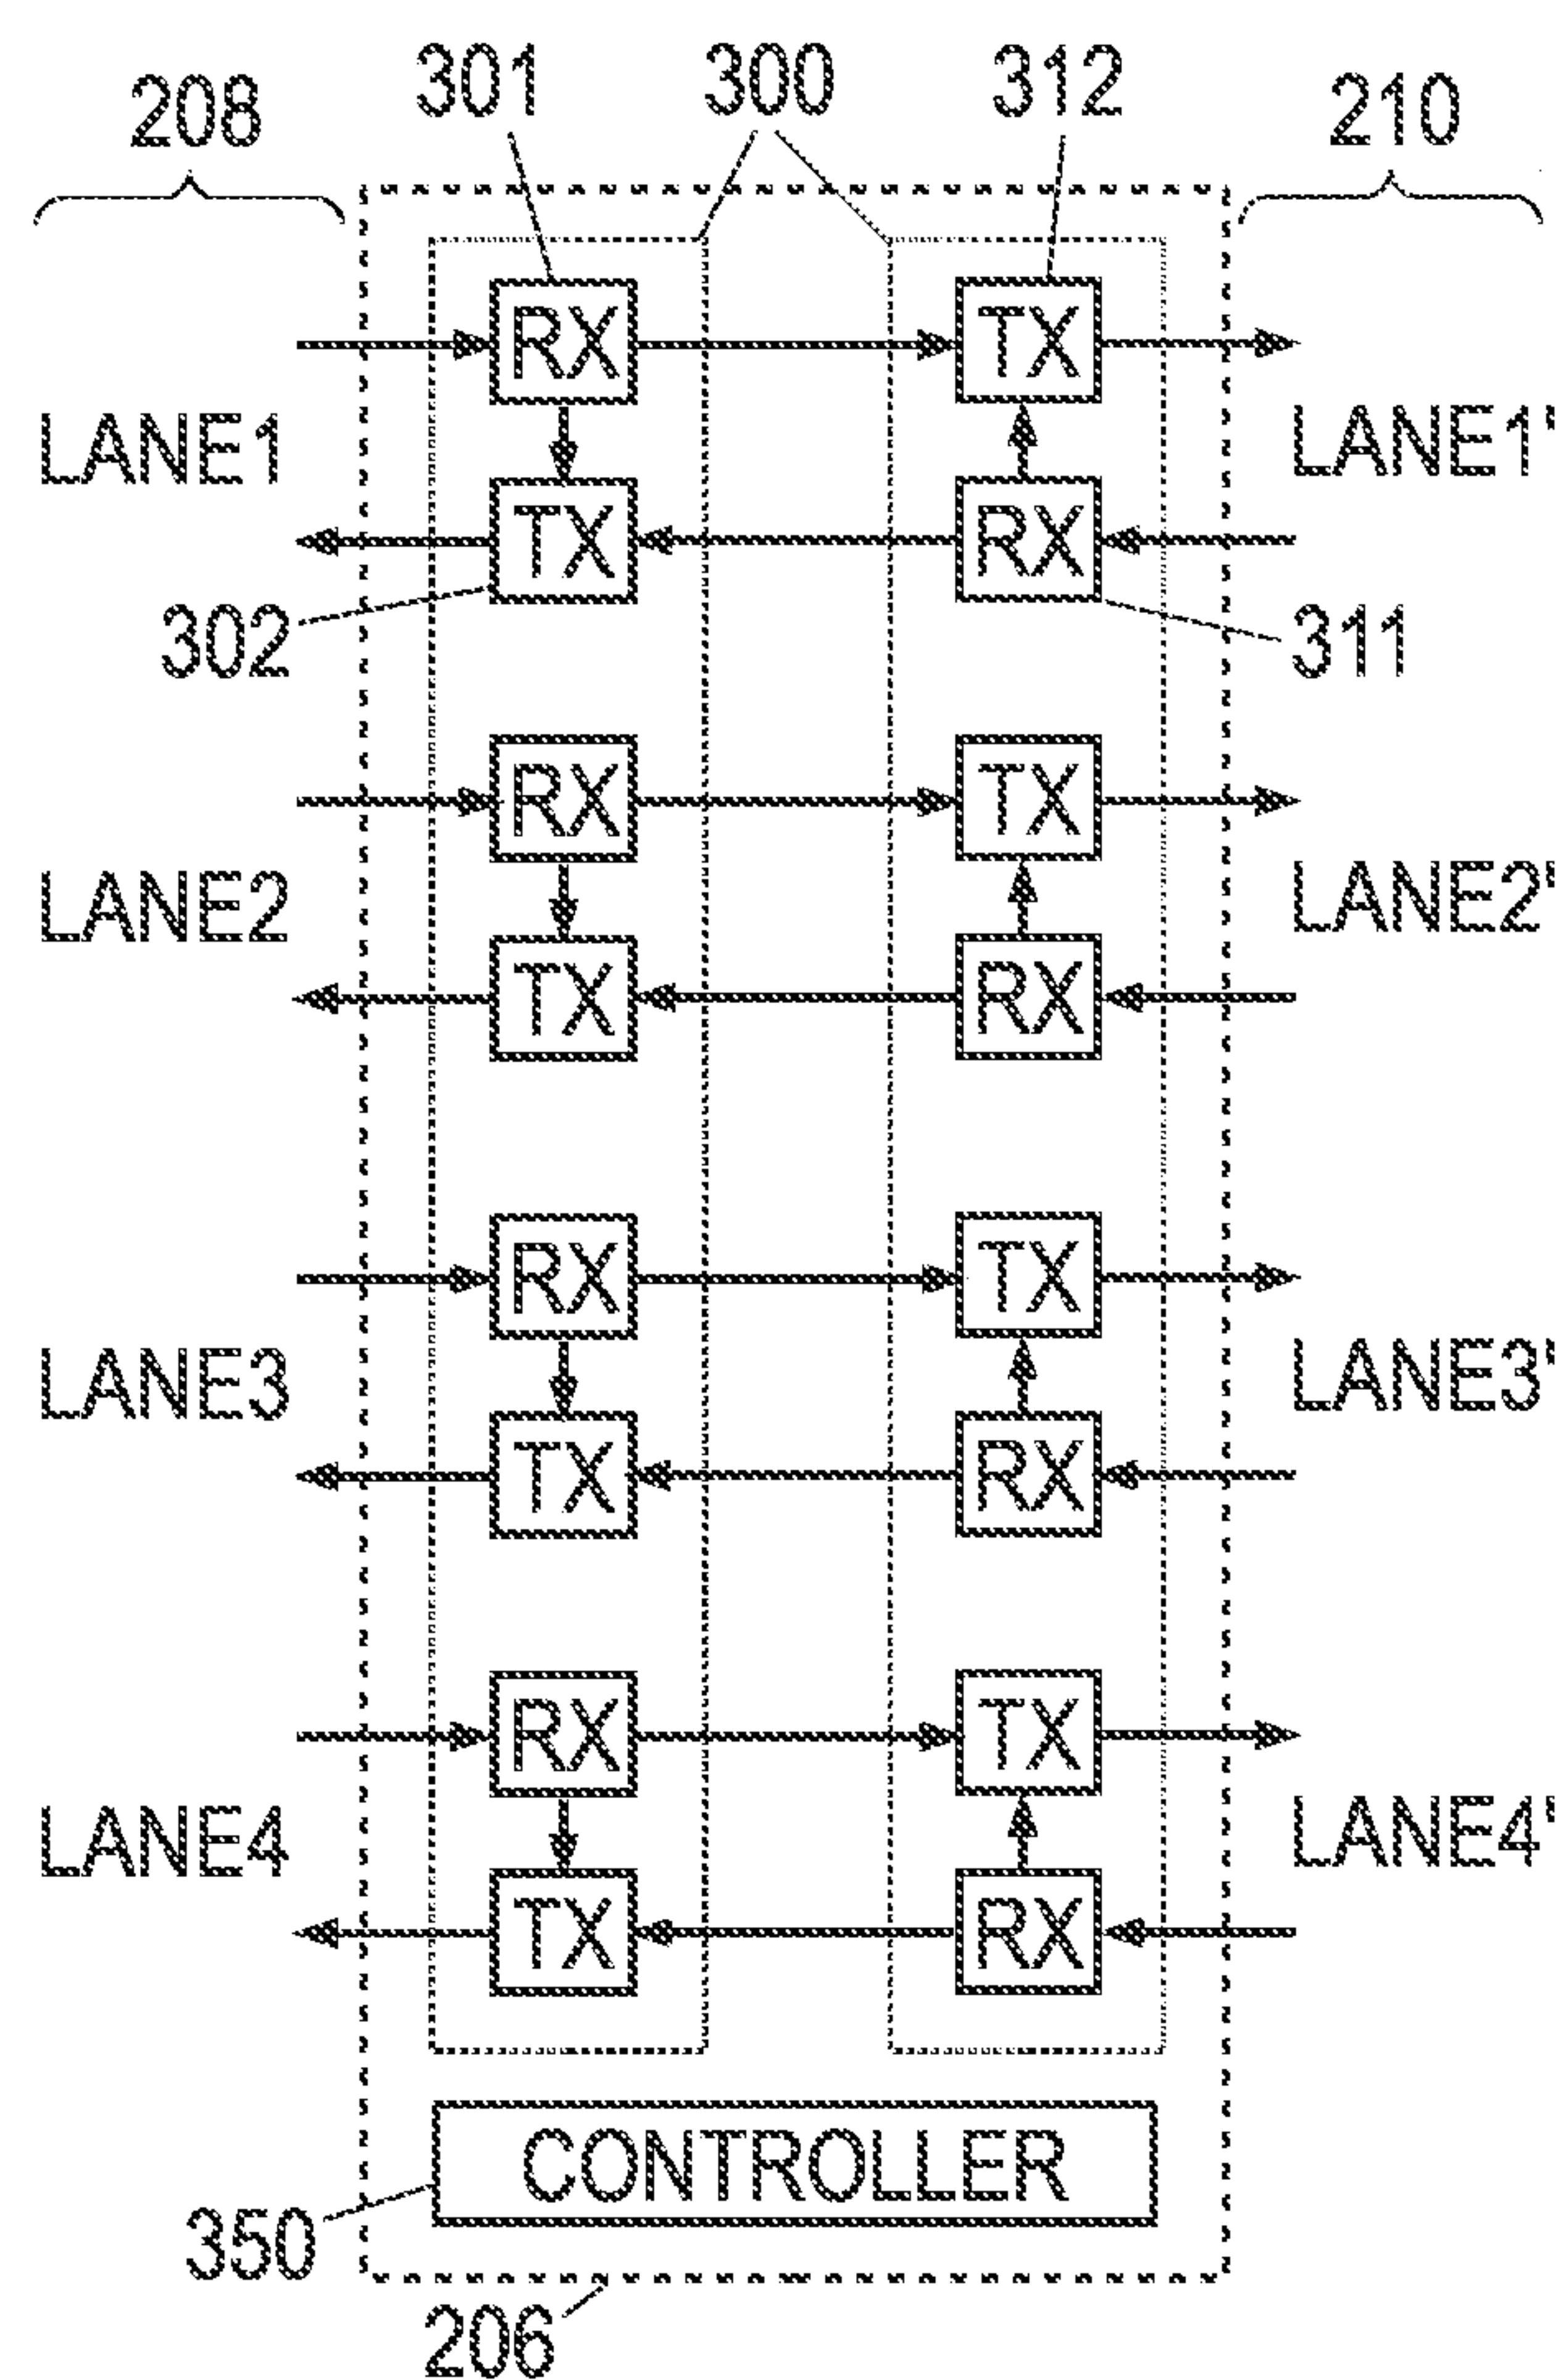 301 300 312
208 210
RX TX
LANE1 LANE1'
TX RX
302 311
RX TX
LANE2 LANE2'
TX RX
RX TX
LANE3 LANE3'
TX RX
RX TX
LANE4 LANE4'
TX RX
CONTROLLER
350
206